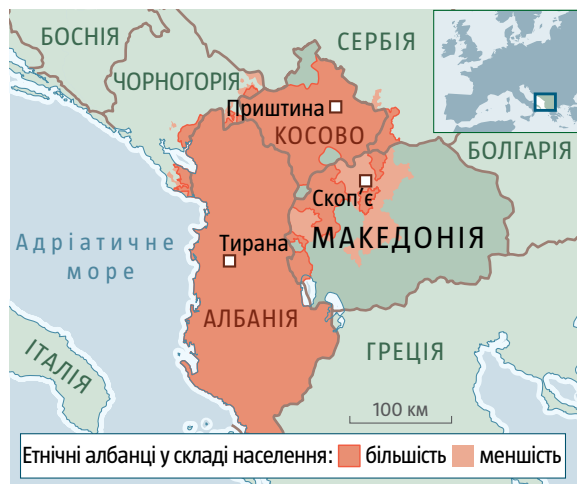 БОСНІЯ
СЕРБІЯ
ЧОРНОГОРІЯ
Приштина
КОСОВО
БОЛГАРІЯ
Скоп’є
Адріатичне
море
Тирана
МАКЕДОНІЯ
АЛБАНІЯ
ІТАЛІЯ
ГРЕЦІЯ
100 км
Етнічні албанці у складі населення: більшість меншість